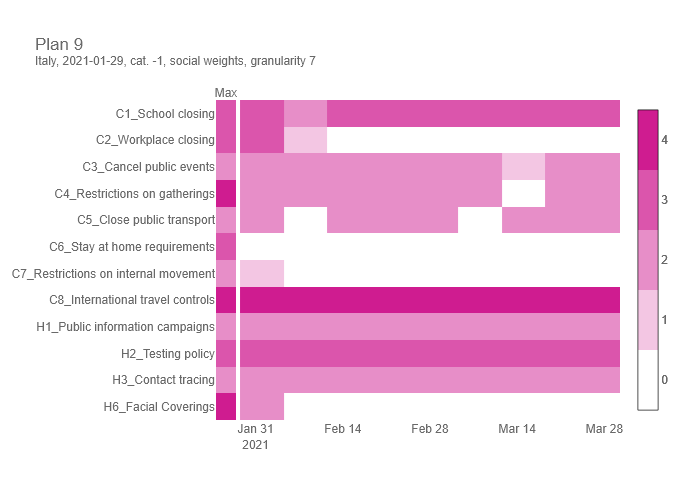 Plan 9
Italy, 2021-01-29, cat. -1, social weights, granularity 7
Max
C1_School closing
C2_Workplace closing
C3_Cancel public events
C4_Restrictions on gatherings
C5_Close public transport
C6_Stay at home requirements
C7_Restrictions on internal movement
C8_International travel controls
H1_Public information campaigns
H2_Testing policy
H3_Contact tracing
H6_Facial Coverings
Jan 31 Feb 14 Feb 28 Mar 14 Mar 28
2021
4
3
2
1
0